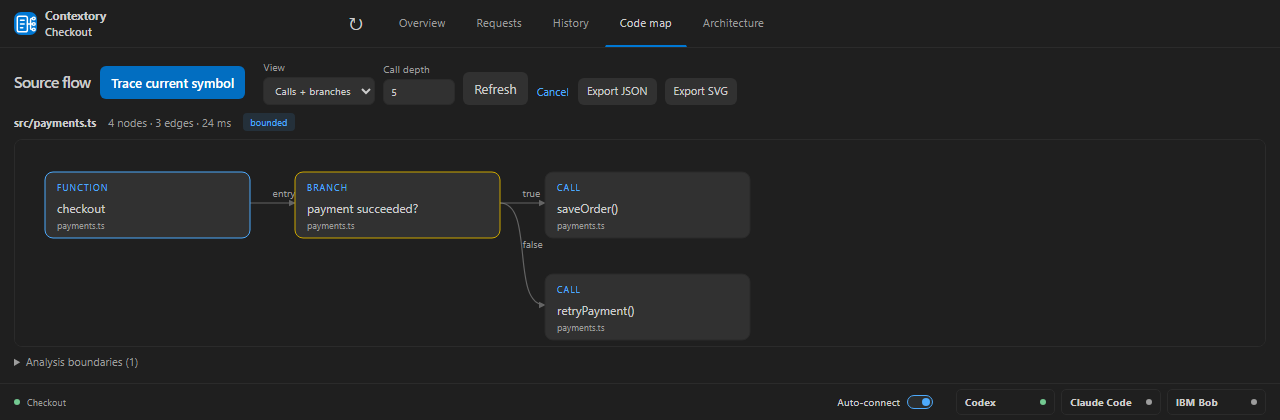 Contextory
Checkout
Overview
Requests
History
Code map
Architecture
Source flow
Trace current symbol
View
Calls + branches
Call depth
5
Refresh
Cancel
Export JSON
Export SVG
src/payments.ts
4 nodes · 3 edges · 24 ms
bounded
FUNCTION
checkout
payments.ts
entry
BRANCH
payment succeeded?
payments.ts
true
CALL
saveOrder()
payments.ts
false
CALL
retryPayment()
payments.ts
Analysis boundaries (1)
Checkout
Auto-connect
Codex
Claude Code
IBM Bob